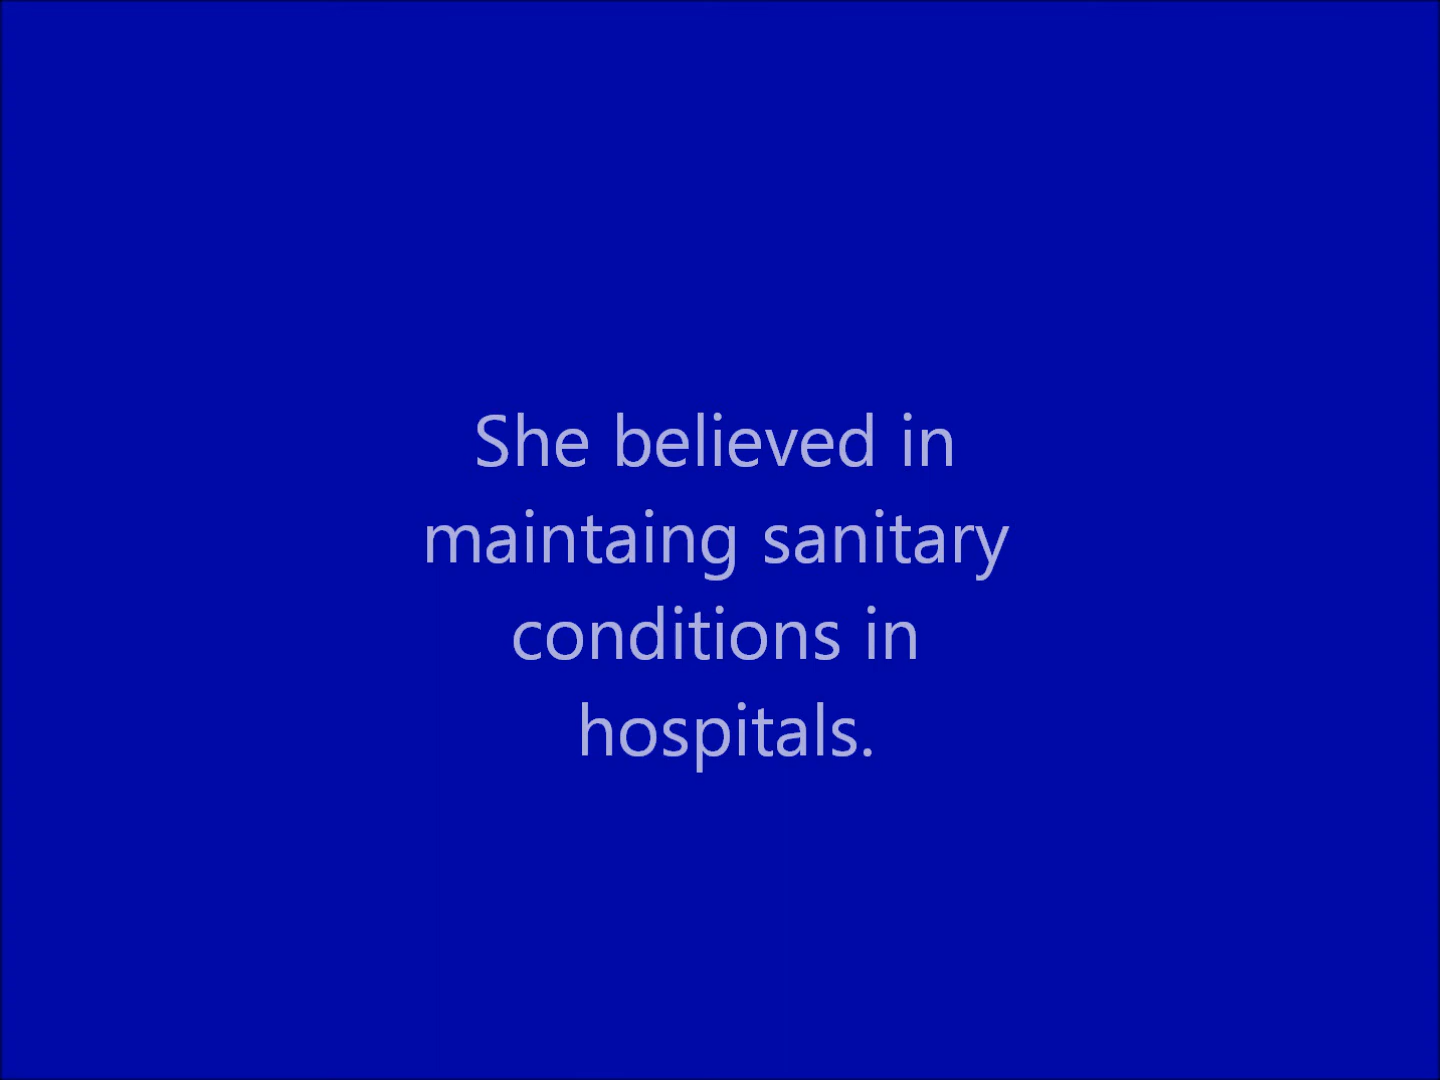 She believed in
maintaing sanitary
conditions in
hospitals.